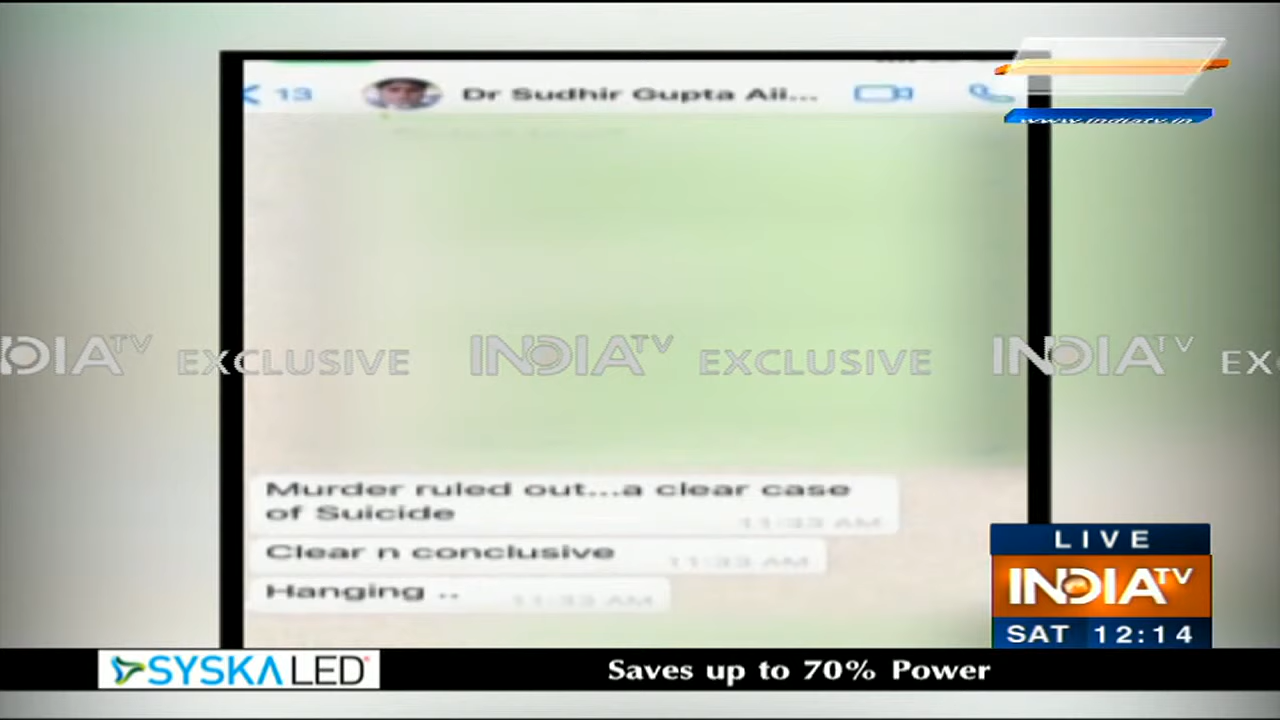 13
Dr Sudhir Gupta Aii...
www.indiatv.in
INDIA TV EXCLUSIVE INDIA TV EXCLUSIVE INDIA TV EX
Murder ruled out...a clear case
of Suicide
11:33 AM
Clear n conclusive
11:33 AM
Hanging ..
11:33 AM
LIVE
INDIA TV
SAT 12:14
SYSKA LED
Saves up to 70% Power